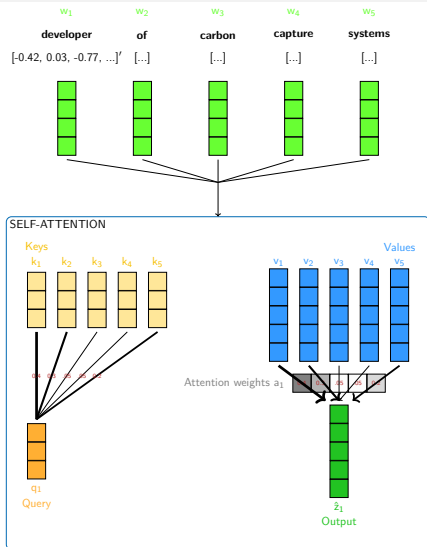 w1 w2 w3 w4 w5
developer of carbon capture systems
[-0.42, 0.03, -0.77, ...]′ [...] [...] [...] [...]
SELF-ATTENTION
Keys
k1 k2 k3 k4 k5
Values
v1 v2 v3 v4 v5
Attention weights a1
q1
Query
ẑ1
Output